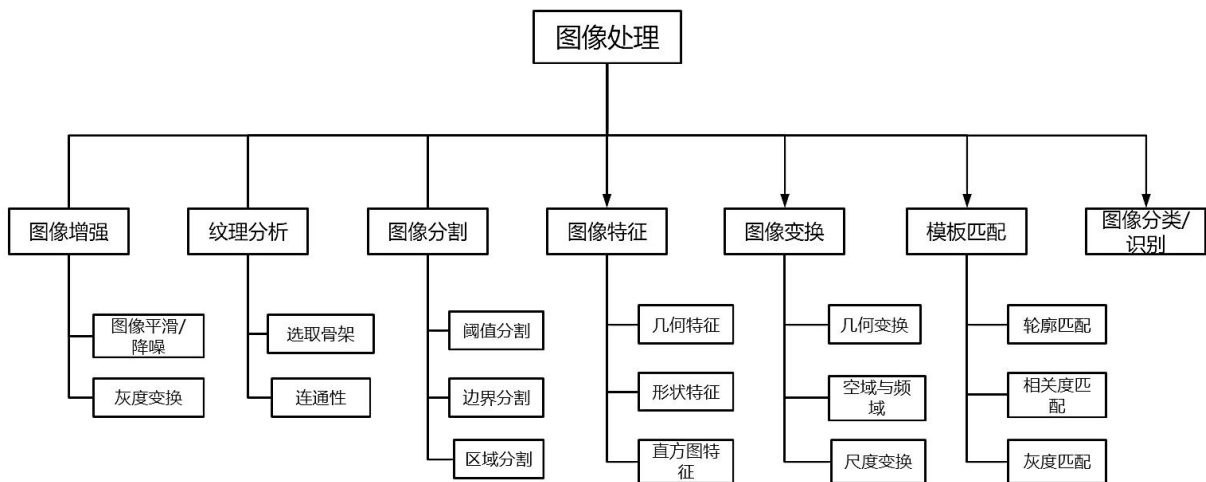 图像处理
图像增强
纹理分析
图像分割
图像特征
图像变换
模板匹配
图像分类/
识别
图像平滑/
降噪
灰度变换
选取骨架
连通性
阈值分割
边界分割
区域分割
几何特征
形状特征
直方图特
征
几何变换
空域与频
域
尺度变换
轮廓匹配
相关度匹
配
灰度匹配